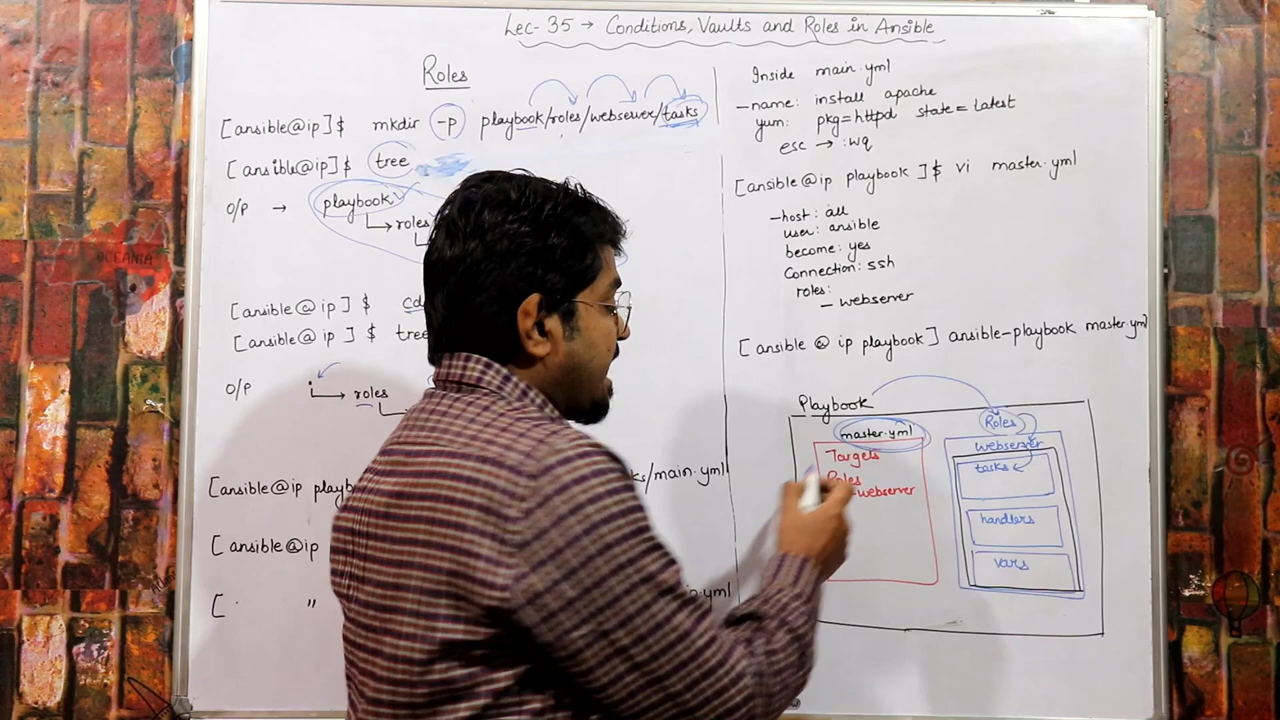 Lec-35 → Conditions, Vaults and Roles in Ansible
Roles
[ansible@ip]$ mkdir -p playbook/roles/webserver/tasks
[ansible@ip]$ tree
O/P → playbook
roles
[ansible@ip]$ cd
[ansible@ip]$ tree
O/P
roles
[ansible@ip
/main.yml
[ansible@ip
[ . "
.yml
Inside main.yml
-name: install apache
yum: pkg=httpd state=latest
esc → :wq
[ansible@ip playbook]$ vi master.yml
-host: all
user: ansible
become: yes
Connection: ssh
roles:
- webserver
[ansible@ip playbook] ansible-playbook master.yml
Playbook
master.yml
Targets
Roles
webserver
Roles
webserver
tasks
handlers
vars
OCEANIA